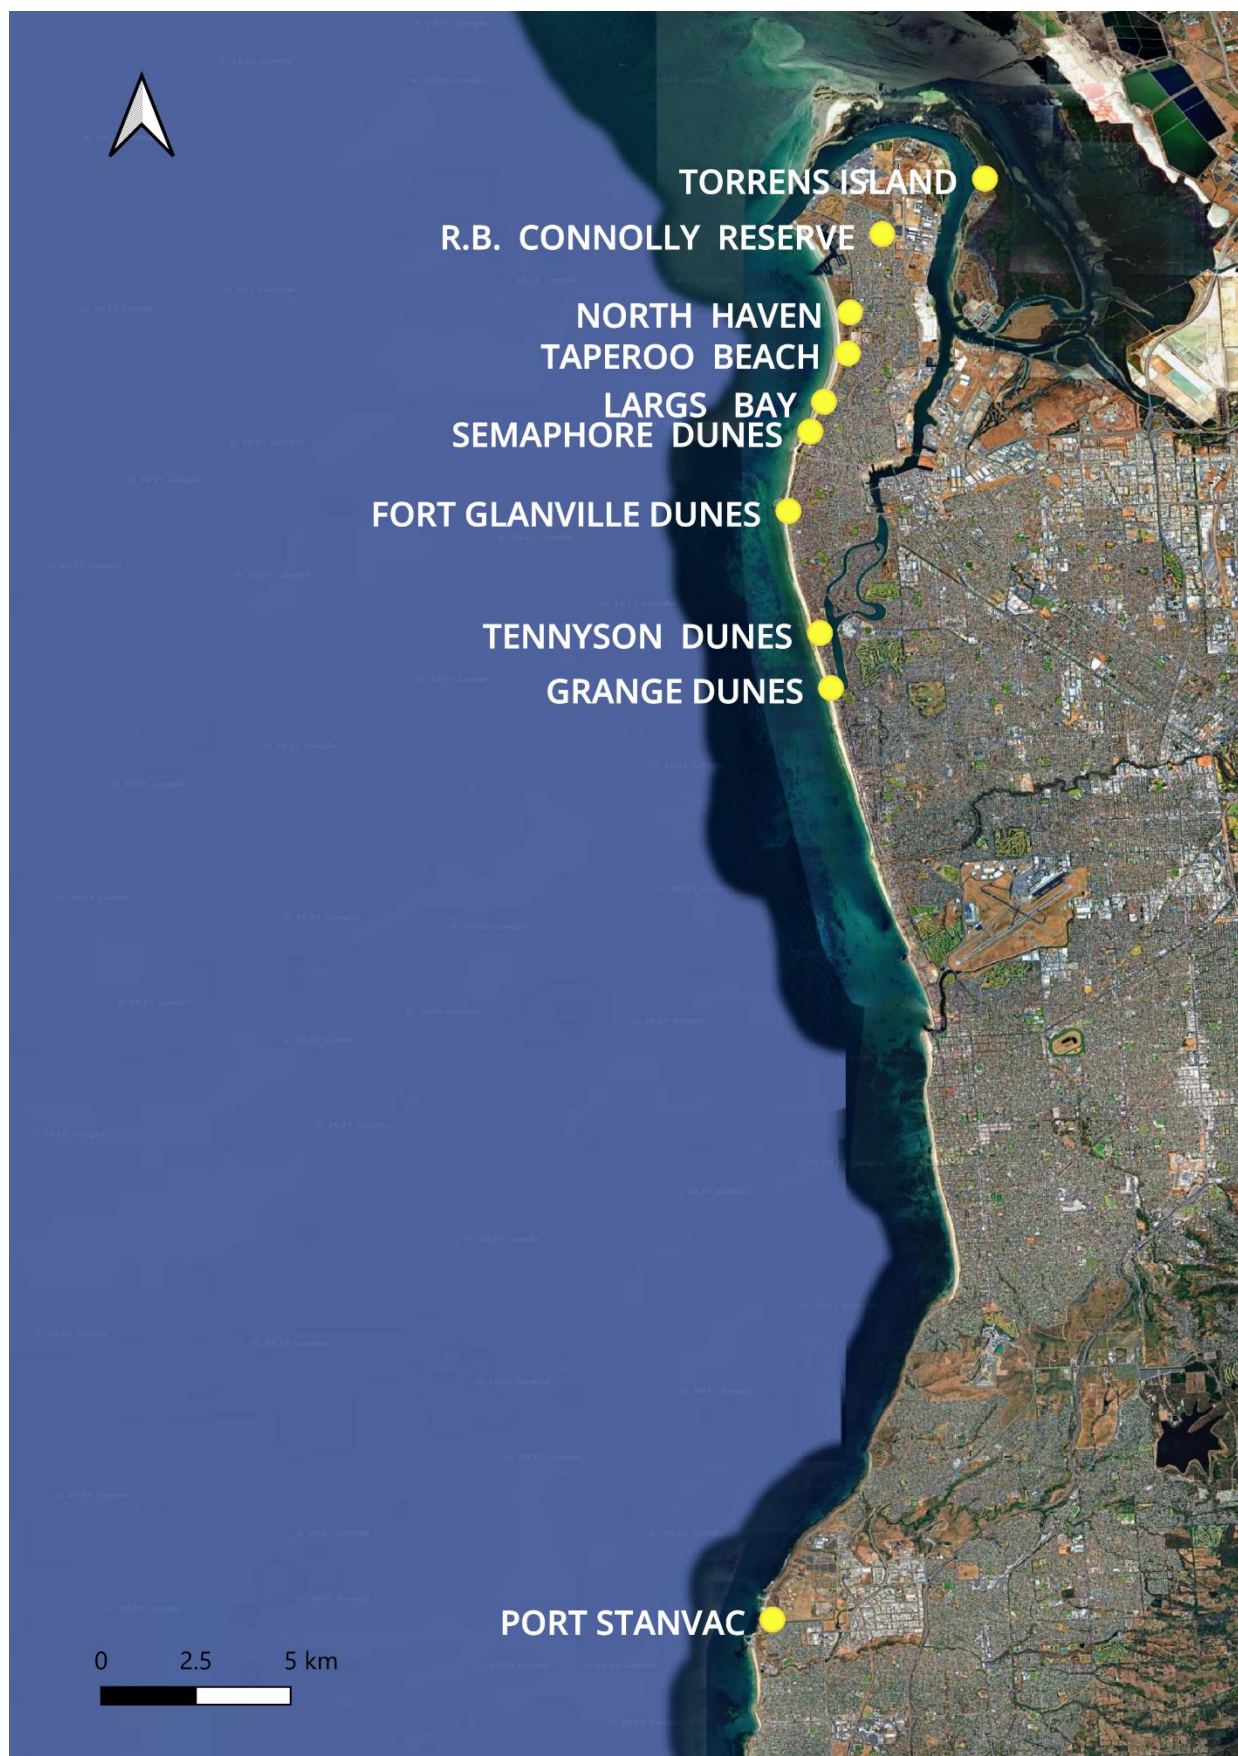 TORRENS ISLAND
R.B. CONNOLLY RESERVE
NORTH HAVEN
TAPEROO BEACH
LARGS BAY
SEMAPHORE DUNES
FORT GLANVILLE DUNES
TENNYSON DUNES
GRANGE DUNES
PORT STANVAC
0 2.5 5 km